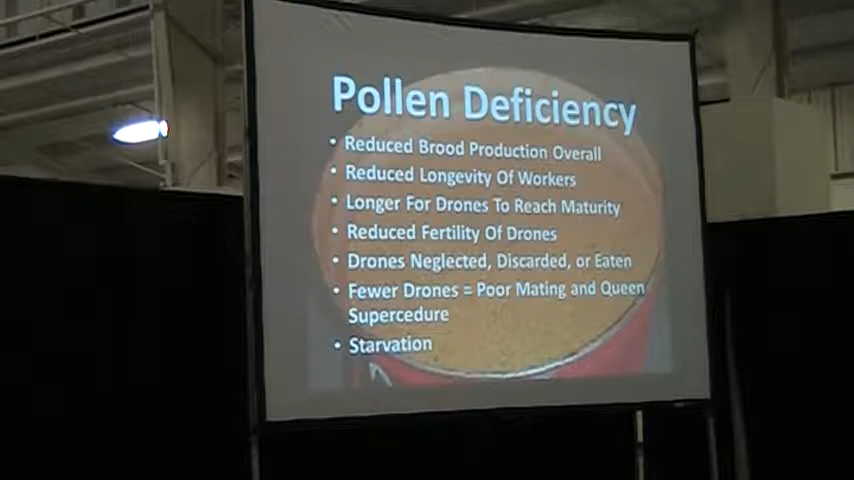 Pollen Deficiency
• Reduced Brood Production Overall
• Reduced Longevity Of Workers
• Longer For Drones To Reach Maturity
• Reduced Fertility Of Drones
• Drones Neglected, Discarded, or Eaten
• Fewer Drones = Poor Mating and Queen
Supercedure
• Starvation